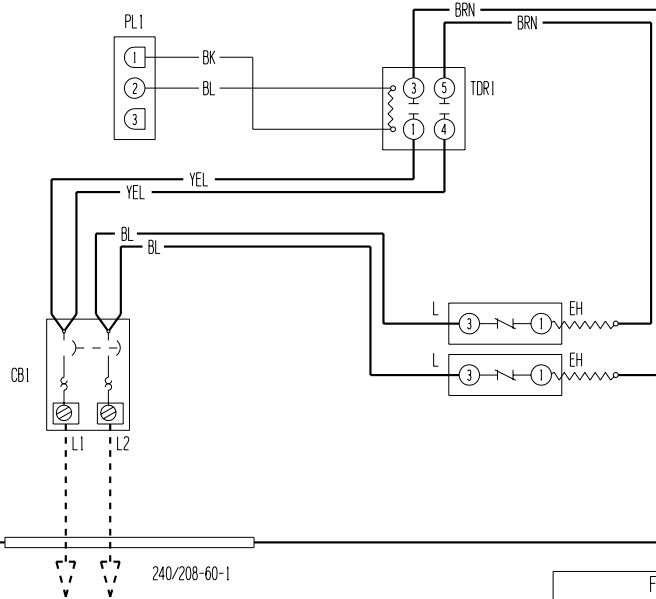 BRN
PL1
BRN
1
BK
2
BL
3
5
TDR1
3
1
4
YEL
YEL
BL
BL
L
EH
3
1
L
EH
3
1
CB1
L1
L2
240/208-60-1
F